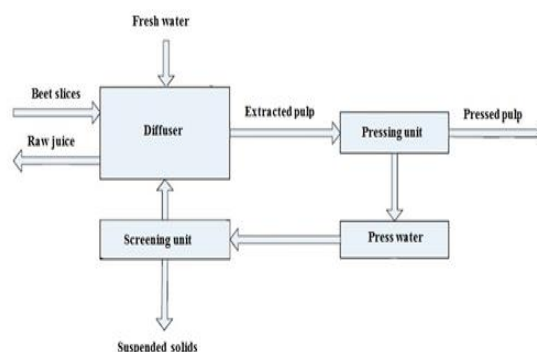 Fresh water
Beet slices
Diffuser
Extracted pulp
Pressing unit
Pressed pulp
Raw juice
Screening unit
Press water
Suspended solids